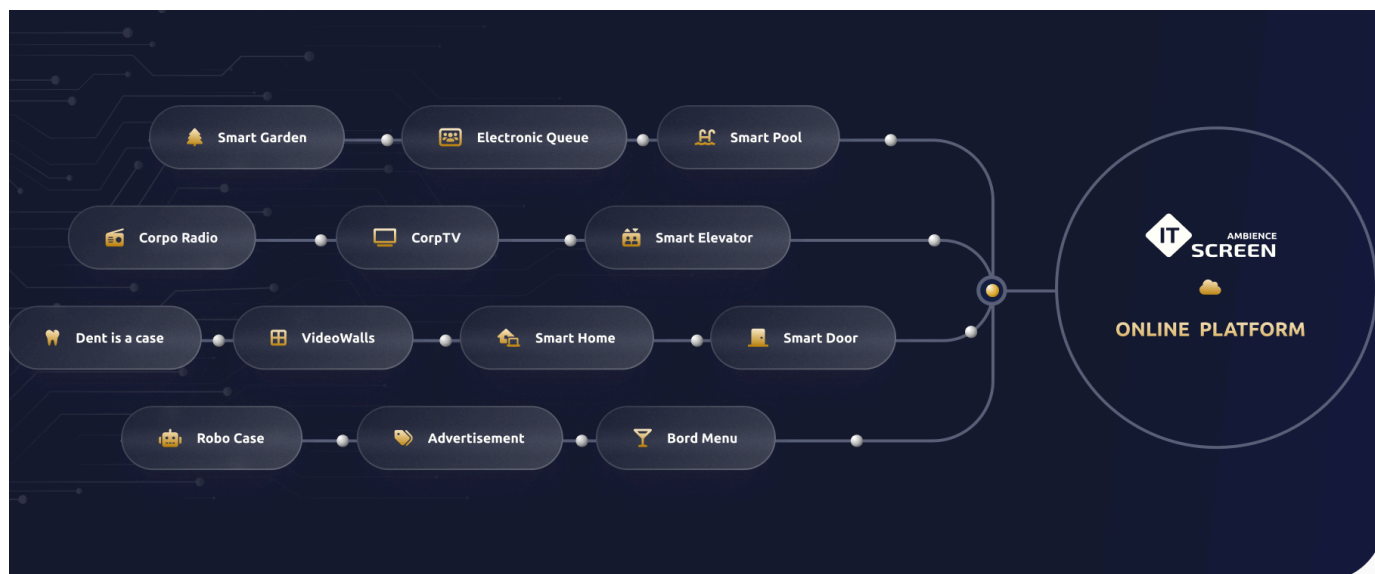 Smart Garden
Electronic Queue
Smart Pool
Corpo Radio
CorpTV
Smart Elevator
Dent is a case
VideoWalls
Smart Home
Smart Door
Robo Case
Advertisement
Bord Menu
IT AMBIENCE
SCREEN
ONLINE PLATFORM